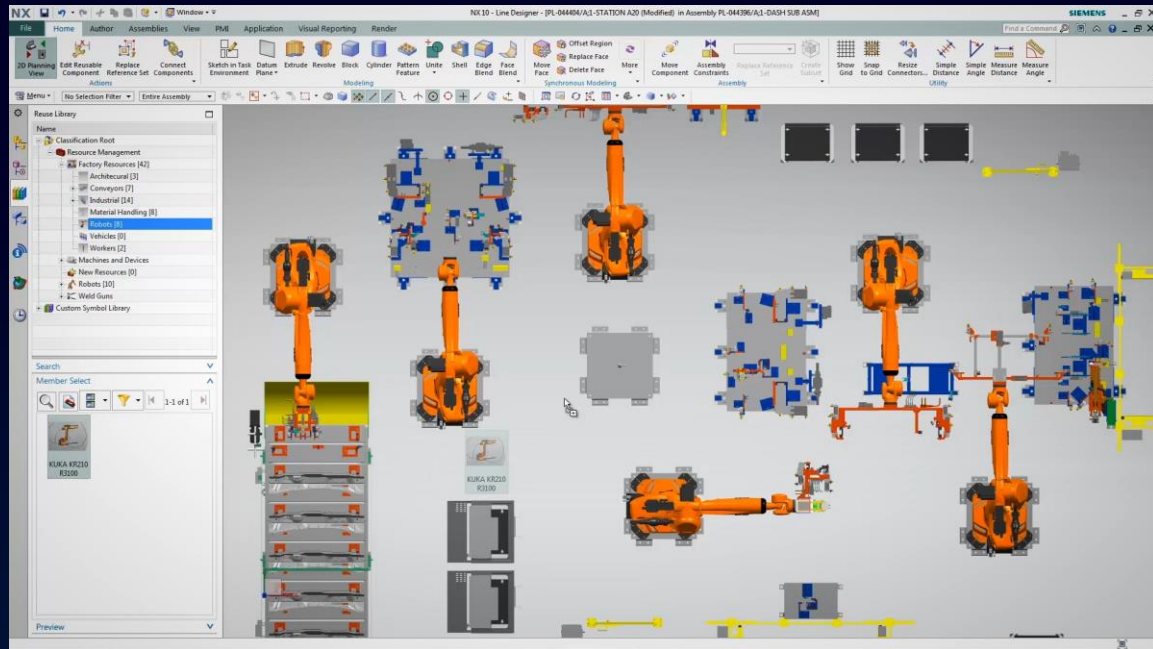 NX
Window
NX 10 - Line Designer - [PL-044404/A;1-STATION A20 (Modified) in Assembly PL-044396/A;1-DASH SUB ASM]
SIEMENS
File Home Author Assemblies View PMI Application Visual Reporting Render
Find a Command
2D Planning View
Edit Reusable Component
Replace Reference Set
Connect Components
Sketch in Task Environment
Datum Plane
Extrude
Revolve
Block
Cylinder
Pattern Feature
Unite
Shell
Edge Blend
Face Blend
More
Move Face
Offset Region
Replace Face
Delete Face
More
Move Component
Assembly Constraints
Replace Reference Set
Create Subset
Show Grid
Snap to Grid
Resize Connectors...
Simple Distance
Simple Angle
Measure Distance
Measure Angle
Actions
Modeling
Synchronous Modeling
Assembly
Utility
Menu
No Selection Filter
Entire Assembly
Reuse Library
Name
Classification Root
Resource Management
Factory Resources [42]
Architecural [3]
Conveyors [7]
Industrial [14]
Material Handling [8]
Robots [8]
Vehicles [0]
Workers [2]
Machines and Devices
New Resources [0]
Robots [10]
Weld Guns
Custom Symbol Library
Search
Member Select
1-1 of 1
KUKA KR210
R3100
KUKA KR210
R3100
Preview